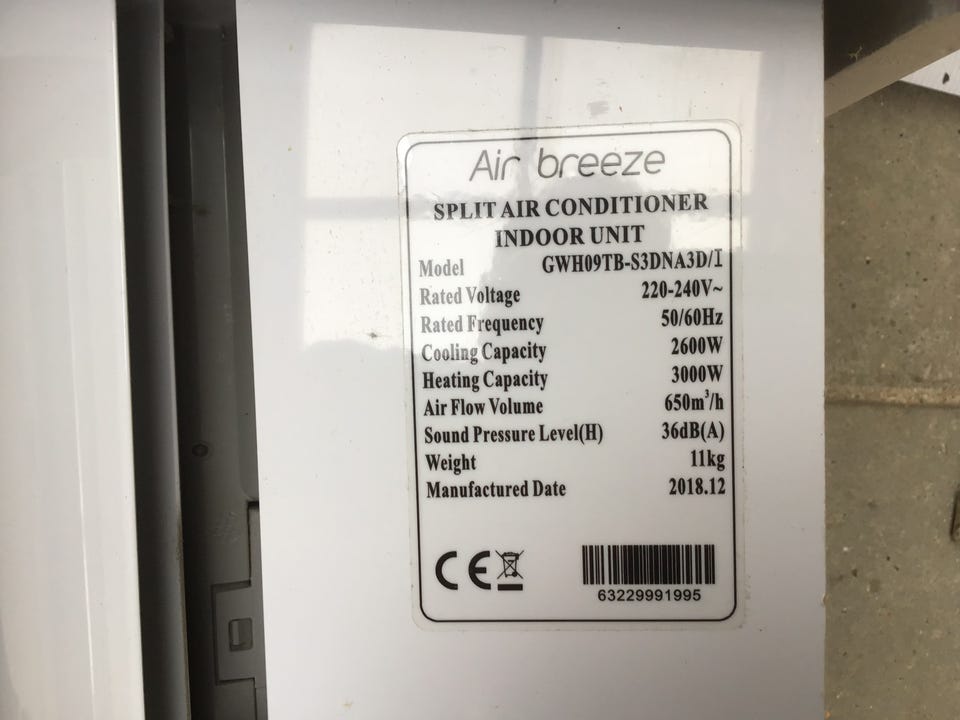 Air breeze
SPLIT AIR CONDITIONER
INDOOR UNIT
Model GWH09TB-S3DNA3D/I
Rated Voltage 220-240V~
Rated Frequency 50/60Hz
Cooling Capacity 2600W
Heating Capacity 3000W
Air Flow Volume 650m³/h
Sound Pressure Level(H) 36dB(A)
Weight 11kg
Manufactured Date 2018.12
CE
63229991995